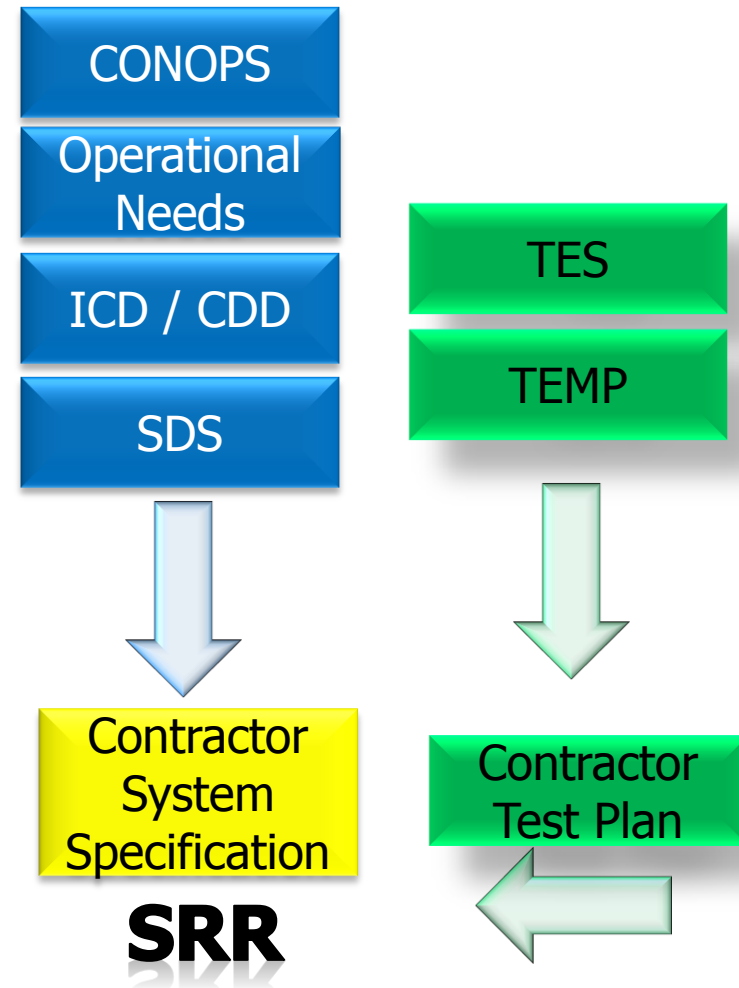 CONOPS
Operational
Needs
ICD / CDD
SDS
TES
TEMP
Contractor
System
Specification
SRR
Contractor
Test Plan